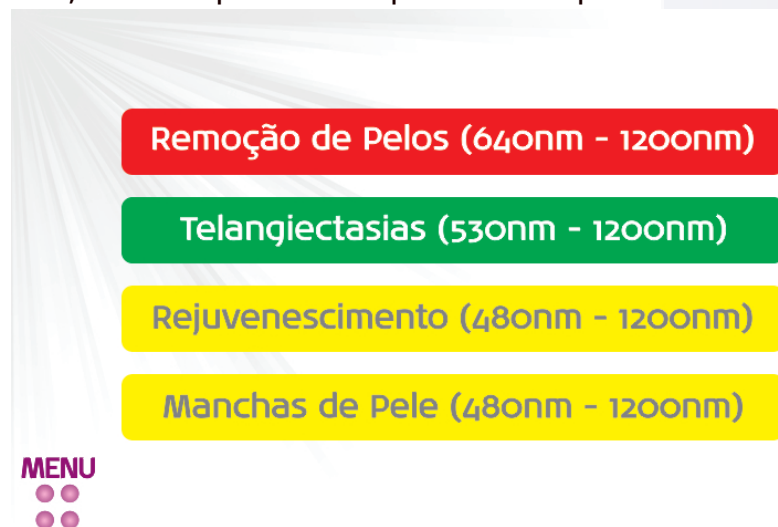 Remoção de Pelos (640nm - 1200nm)
Telangiectasias (530nm - 1200nm)
Rejuvenescimento (480nm - 1200nm)
Manchas de Pele (480nm - 1200nm)
MENU